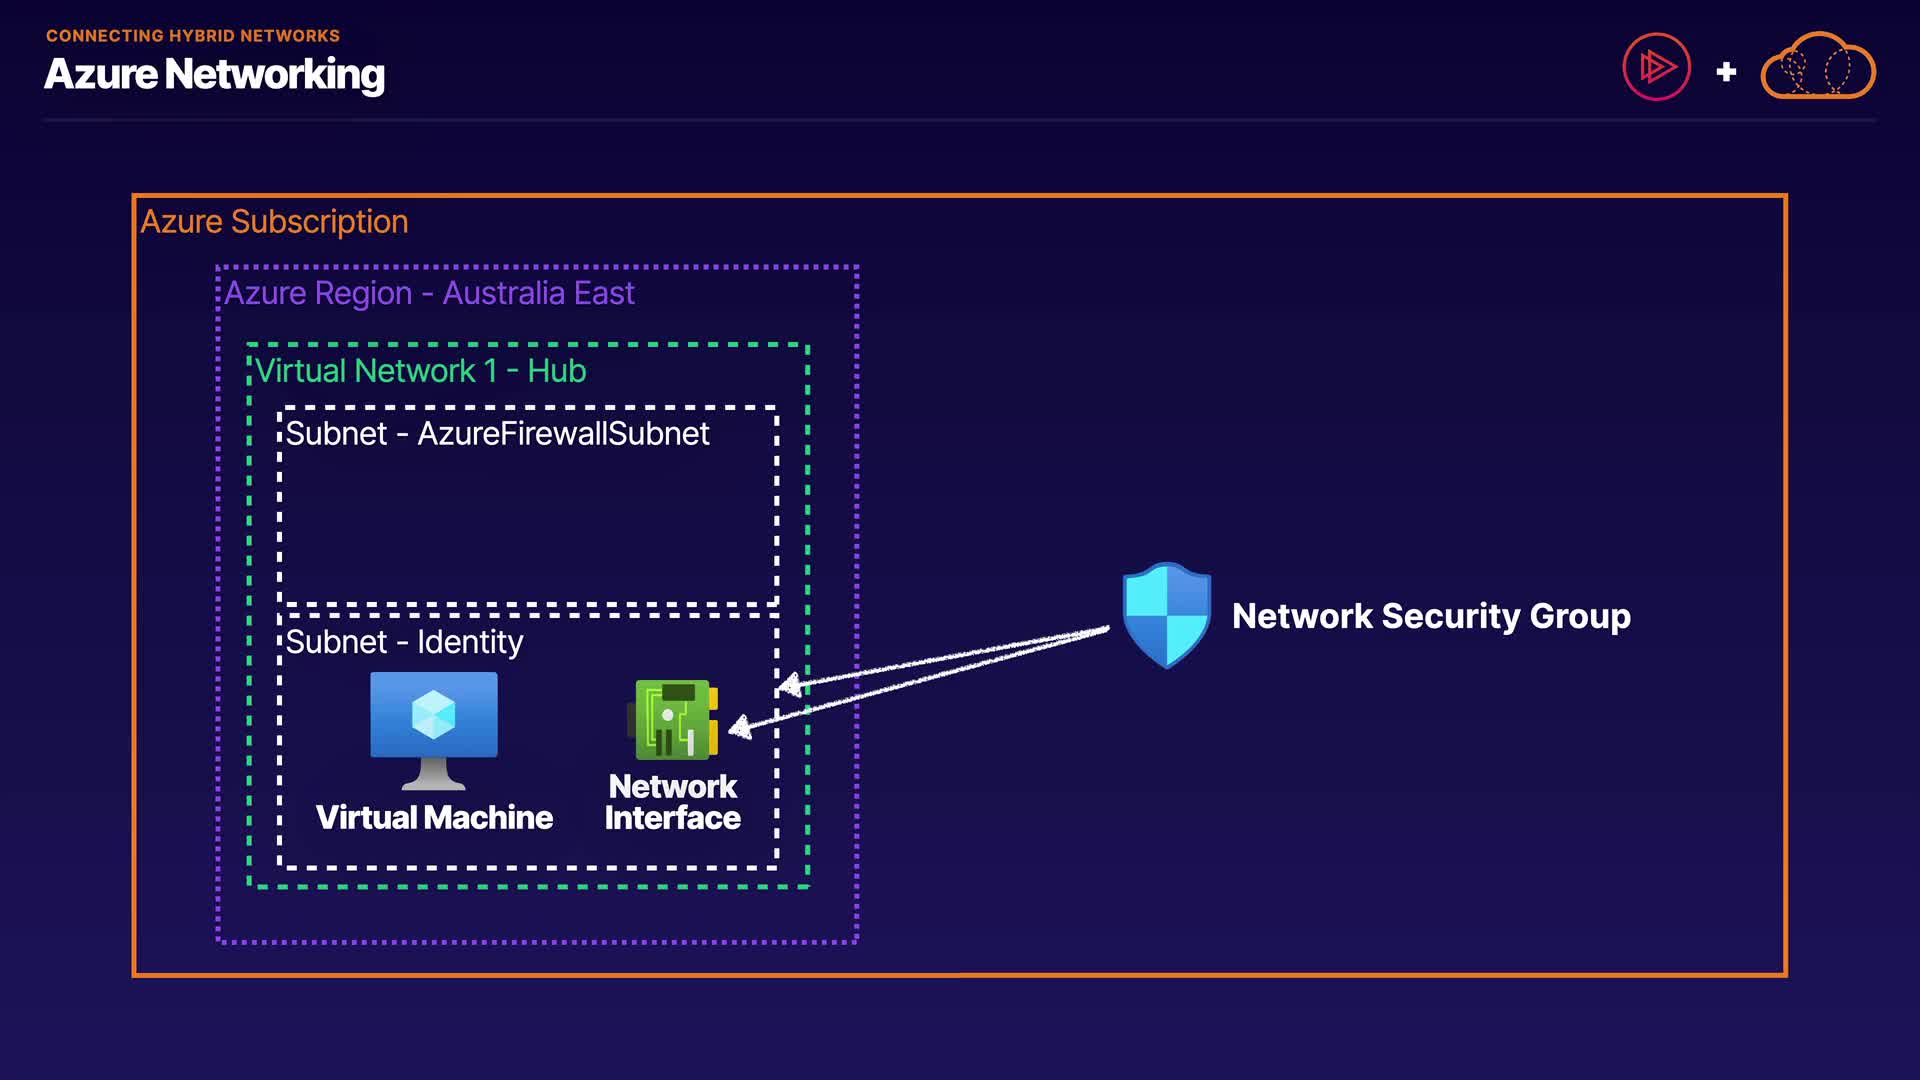 CONNECTING HYBRID NETWORKS
Azure Networking
Azure Subscription
Azure Region - Australia East
Virtual Network 1 - Hub
Subnet - AzureFirewallSubnet
Subnet - Identity
Virtual Machine
Network
Interface
Network Security Group